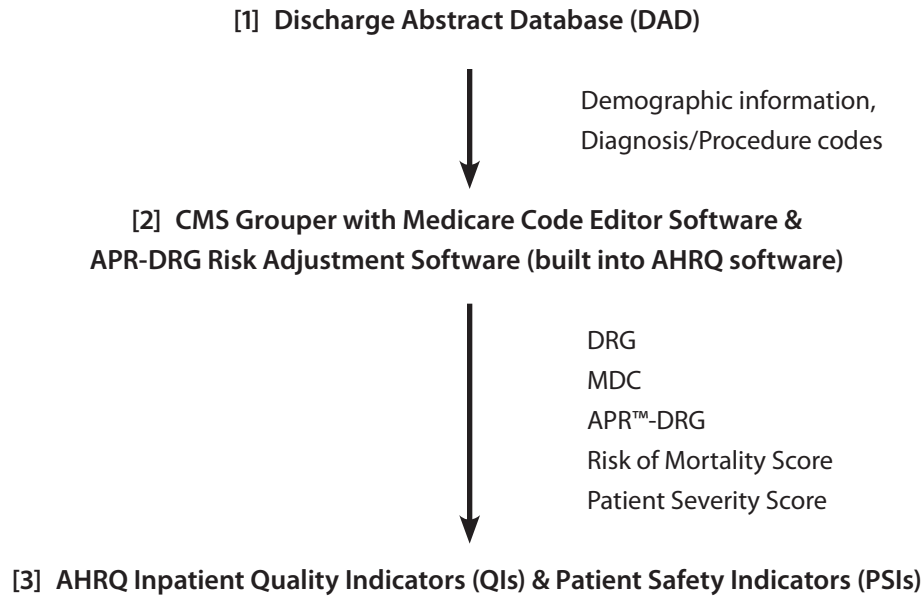 [1] Discharge Abstract Database (DAD)
Demographic information,
Diagnosis/Procedure codes
[2] CMS Grouper with Medicare Code Editor Software &
APR-DRG Risk Adjustment Software (built into AHRQ software)
DRG
MDC
APR™-DRG
Risk of Mortality Score
Patient Severity Score
[3] AHRQ Inpatient Quality Indicators (QIs) & Patient Safety Indicators (PSIs)